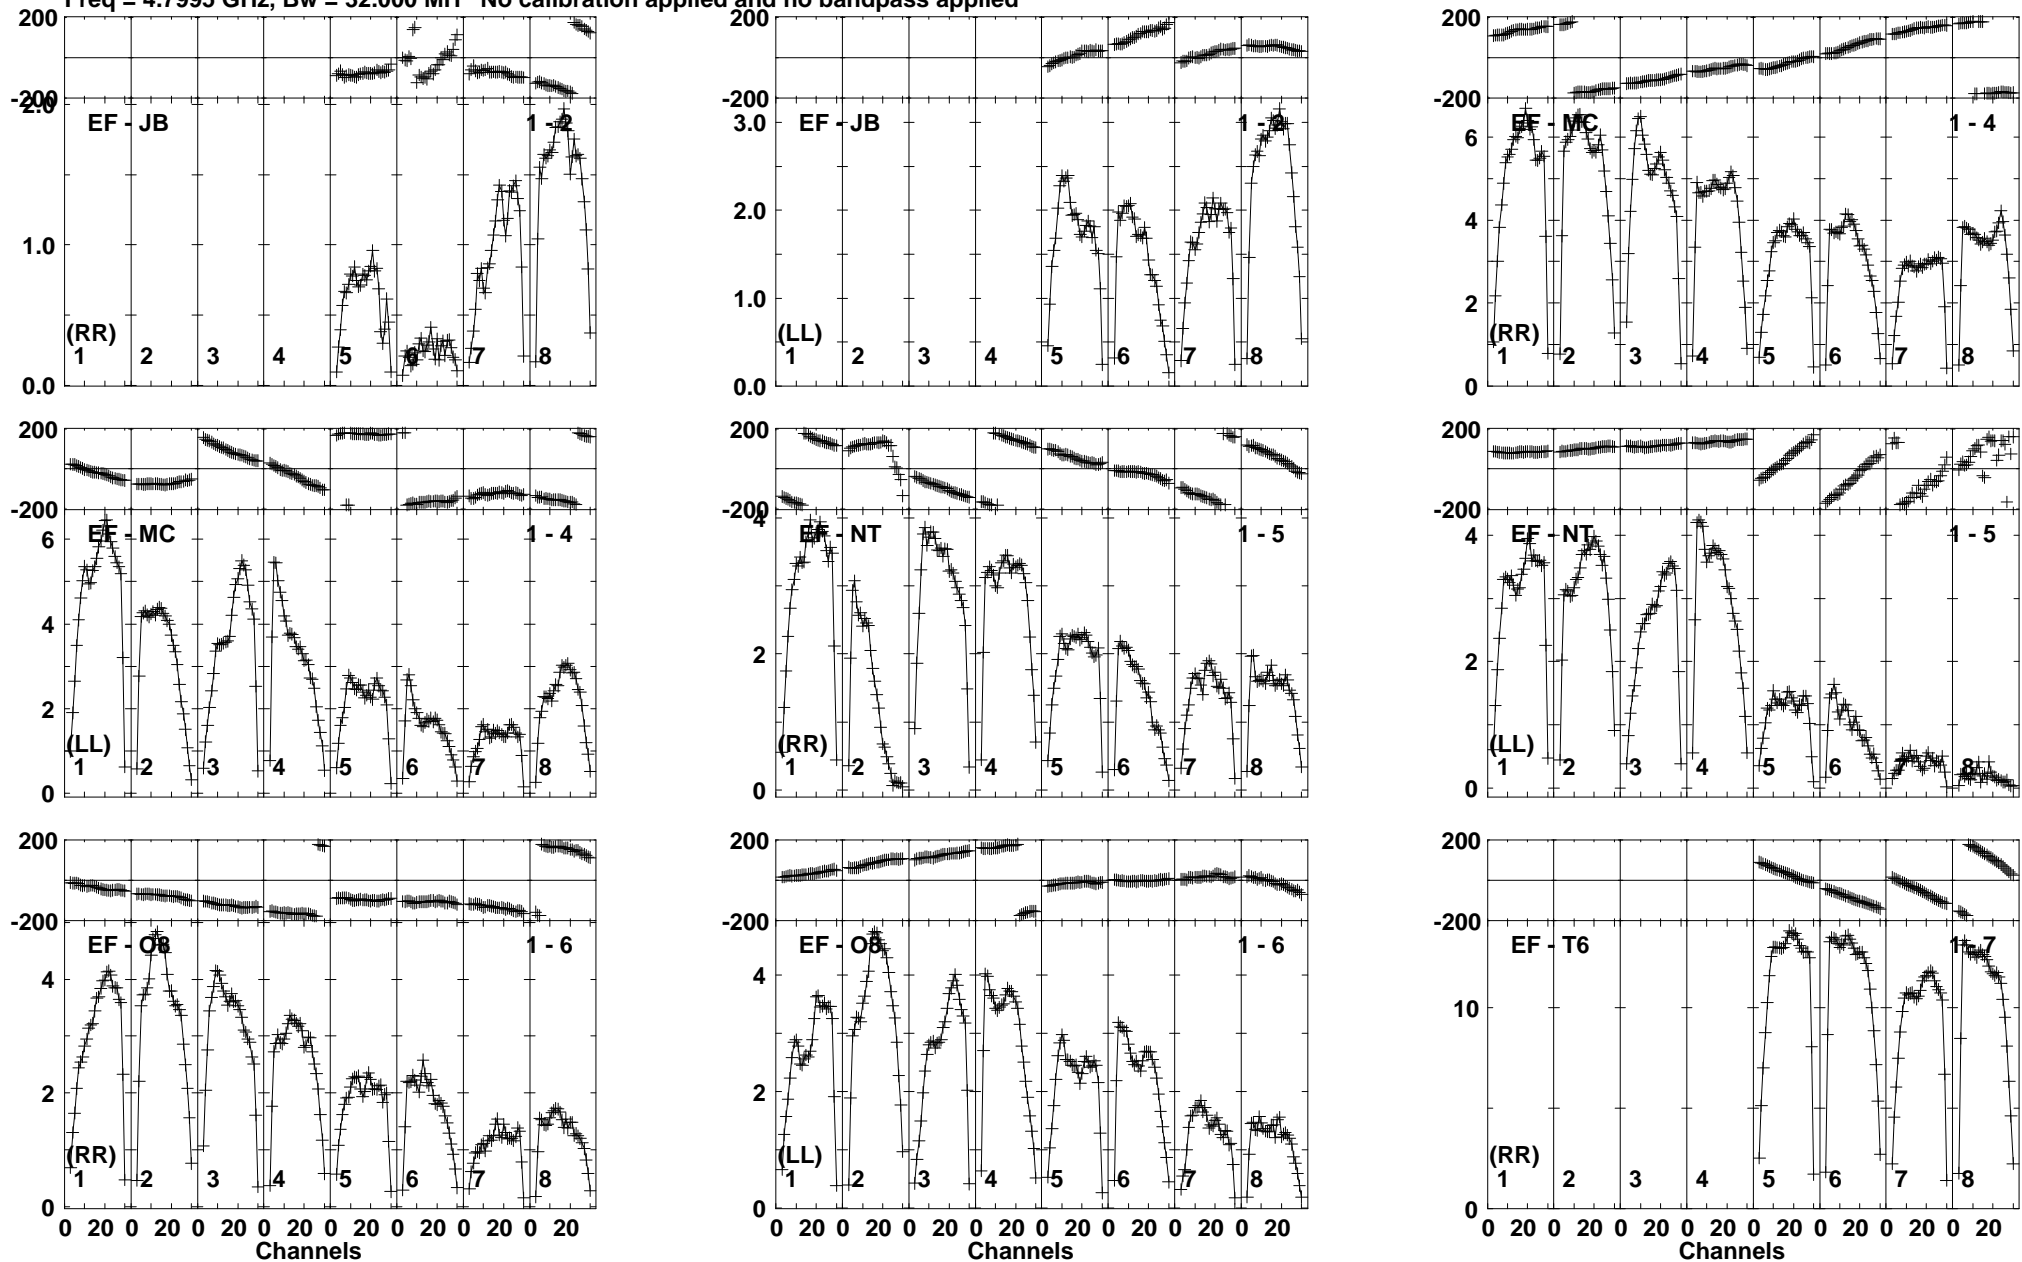 Freq = 4.7995 GHz, Bw = 32.000 MH No calibration applied and no bandpass applied
200 200 200
-200 -200
2.0 EF - JB 1 - 2 EF - JB 1 - 2 EF - MC 1 - 4
3.0 6
2.0 4
1.0
1.0 2
(RR) (LL) (RR)
1 2 3 4 5 6 7 8 1 2 3 4 5 6 7 8 1 2 3 4 5 6 7 8
0.0 0.0 0
200 200 200
-200 -200 -200
EF - MC 1 - 4 4 EF - NT 1 - 5 EF - NT 1 - 5
6 4
4
2 2
2
(LL) (RR) (LL)
1 2 3 4 5 6 7 8 1 2 3 4 5 6 7 8 1 2 3 4 5 6 7 8
0 0 0
200 200 200
-200 -200 -200
EF - O8 1 - 6 EF - O8 1 - 6 EF - T6 1 - 7
4 4 10
2 2
(RR) (LL) (RR)
1 2 3 4 5 6 7 8 1 2 3 4 5 6 7 8 1 2 3 4 5 6 7 8
0 0 0
0 20 0 20 0 20 0 20 0 20 0 20 0 20 0 20 0 20 0 20 0 20 0 20 0 20 0 20 0 20 0 20 0 20 0 20 0 20 0 20 0 20 0 20 0 20 0 20
Channels Channels